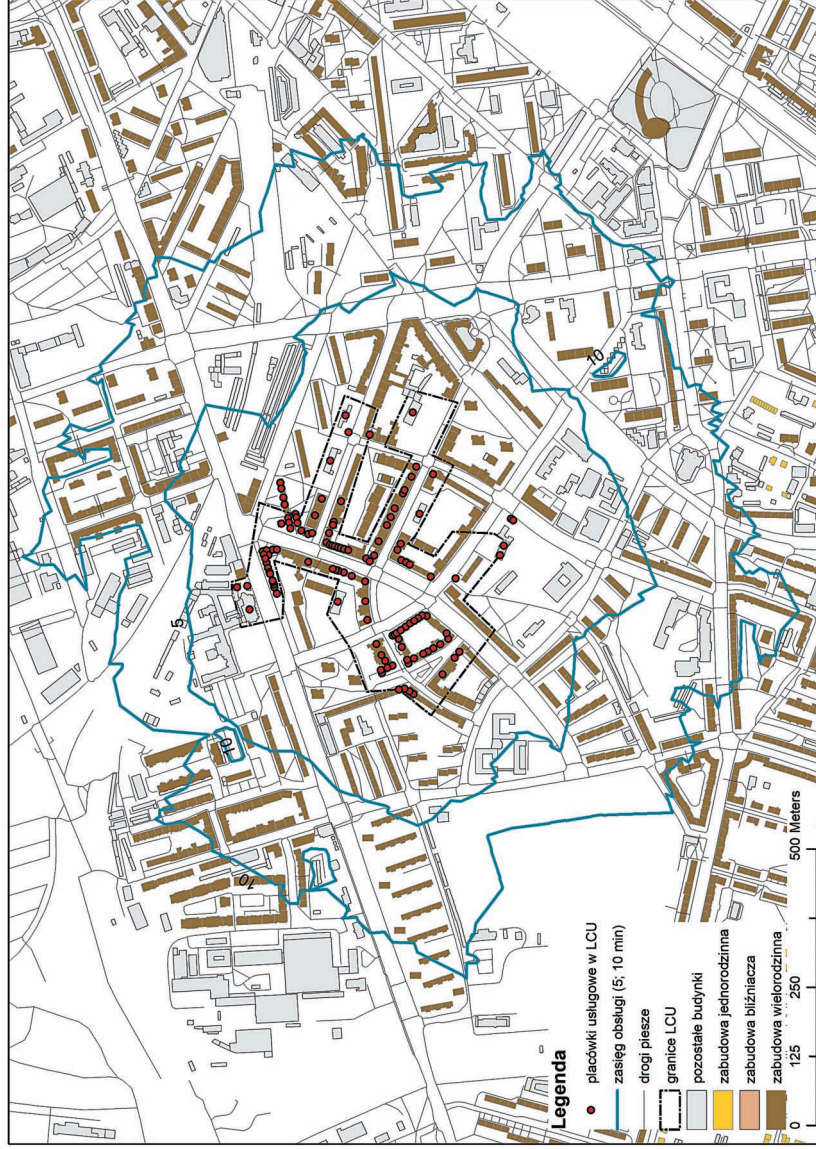 5
10
10
10
Legenda
placówki usługowe w LCU
zasięg obsługi (5; 10 min)
drogi piesze
granice LCU
pozostałe budynki
zabudowa jednorodzinna
zabudowa bliźniacza
zabudowa wielorodzinna
0 125 250 500 Meters